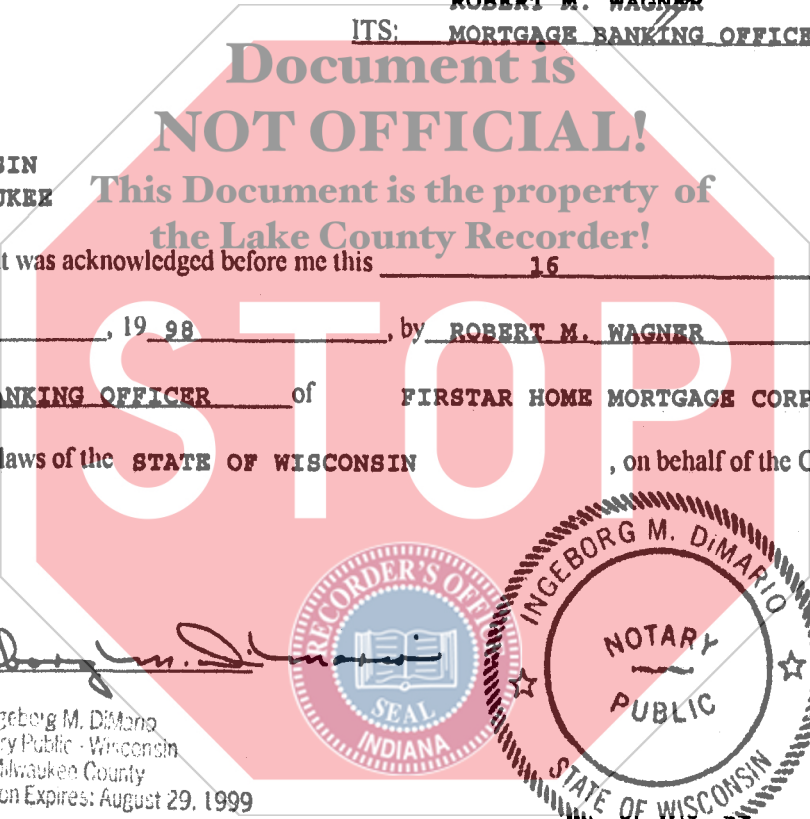 ROBERT M. WAGNER
ITS: MORTGAGE BANKING OFFICE
Document is
NOT OFFICIAL!
SIN
UKEE
This Document is the property of
the Lake County Recorder!
t was acknowledged before me this 16
, 19 98 , by ROBERT M. WAGNER
ANKING OFFICER of FIRSTAR HOME MORTGAGE CORP
laws of the STATE OF WISCONSIN , on behalf of the C
STOP
RECORDER'S OFFI
SEAL
INDIANA
INGEBORG M. DiMARIO
NOTARY
PUBLIC
STATE OF WISCONSIN
geborg M. DiMario
ry Public - Wisconsin
Milwaukee County
on Expires: August 29, 1999